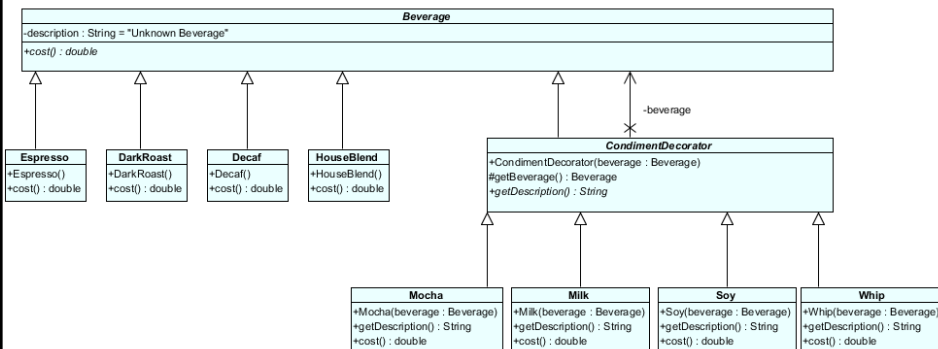 Beverage
-description : String = "Unknown Beverage"
+cost() : double
-beverage
Espresso
+Espresso()
+cost() : double
DarkRoast
+DarkRoast()
+cost() : double
Decaf
+Decaf()
+cost() : double
HouseBlend
+HouseBlend()
+cost() : double
CondimentDecorator
+CondimentDecorator(beverage : Beverage)
#getBeverage() : Beverage
+getDescription() : String
Mocha
+Mocha(beverage : Beverage)
+getDescription() : String
+cost() : double
Milk
+Milk(beverage : Beverage)
+getDescription() : String
+cost() : double
Soy
+Soy(beverage : Beverage)
+getDescription() : String
+cost() : double
Whip
+Whip(beverage : Beverage)
+getDescription() : String
+cost() : double